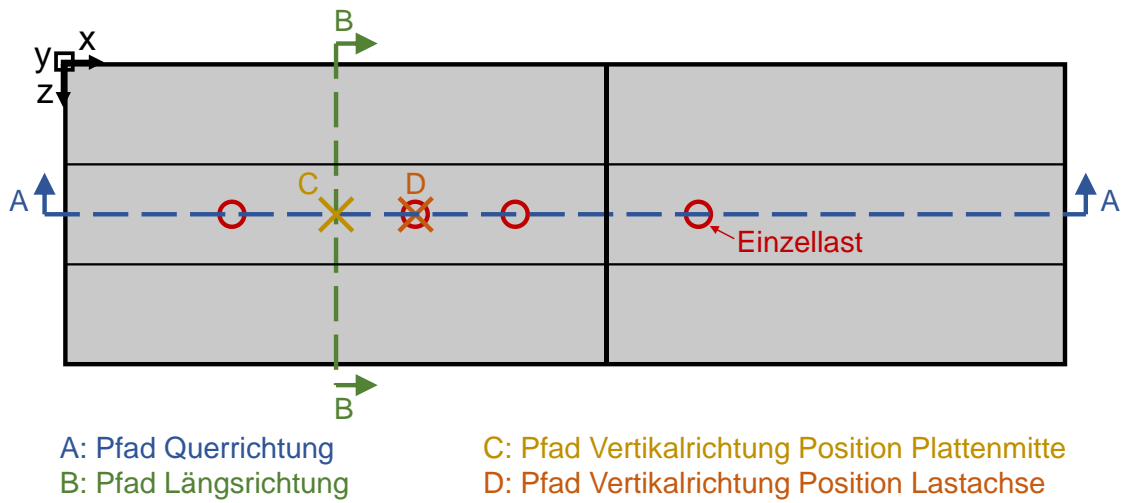 B
y x
z
C D
A A
Einzellast
B
A: Pfad Querrichtung
C: Pfad Vertikalrichtung Position Plattenmitte
B: Pfad Längsrichtung
D: Pfad Vertikalrichtung Position Lastachse